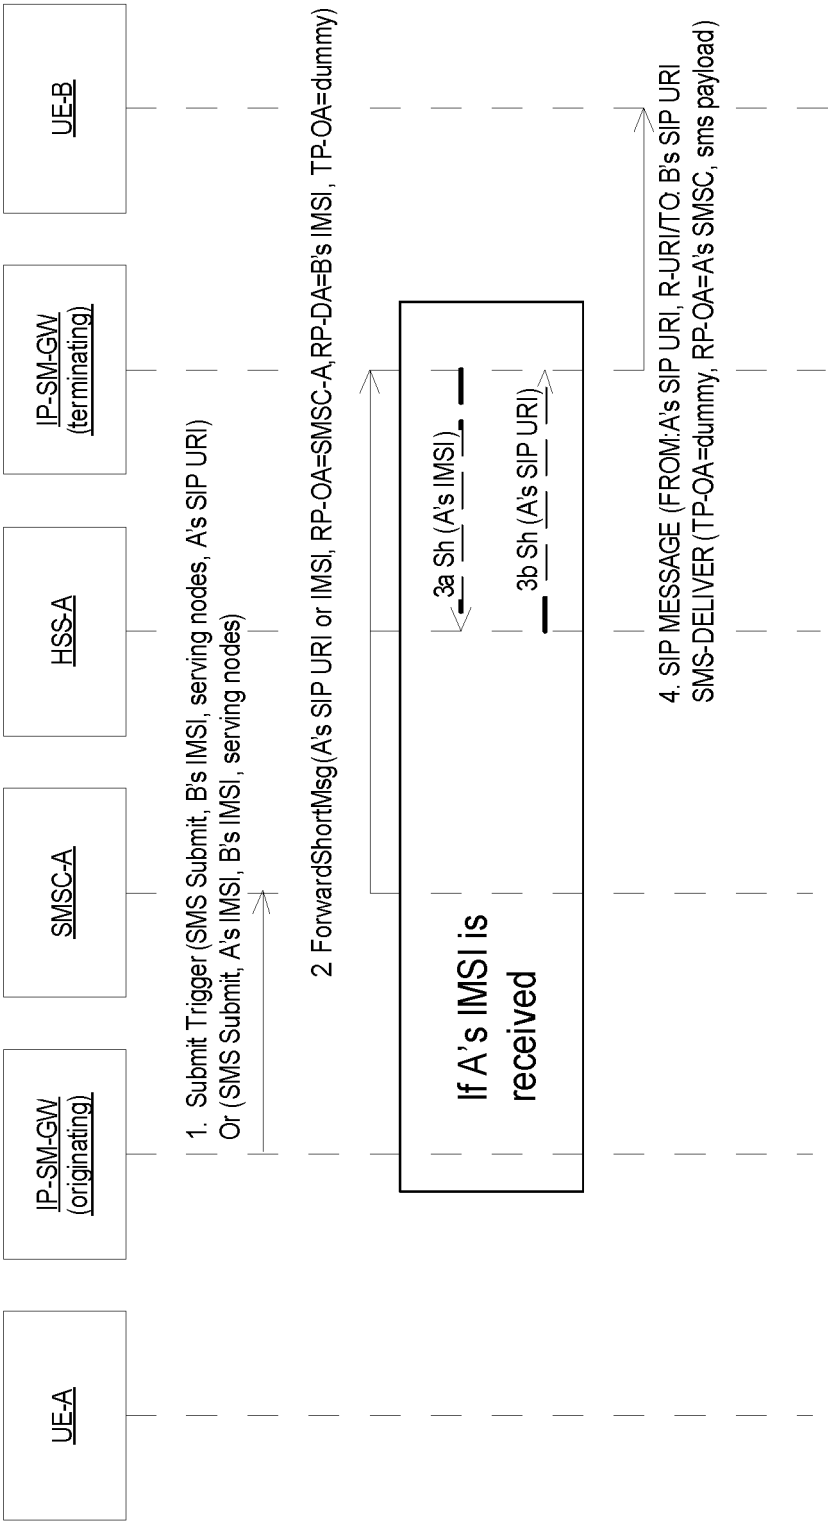 UE-A
IP-SM-GW
(originating)
SMSC-A
HSS-A
IP-SM-GW
(terminating)
UE-B
1. Submit Trigger (SMS Submit, B's IMSI, serving nodes, A's SIP URI)
Or (SMS Submit, A's IMSI, B's IMSI, serving nodes)
2 ForwardShortMsg (A's SIP URI or IMSI, RP-OA=SMSC-A,RP-DA=B's IMSI, TP-OA=dummy)
If A's IMSI is
received
3a Sh (A's IMSI)
3b Sh (A's SIP URI)
4. SIP MESSAGE (FROM:A's SIP URI, R-URI/TO: B's SIP URI
SMS-DELIVER (TP-OA=dummy, RP-OA=A's SMSC, sms payload)